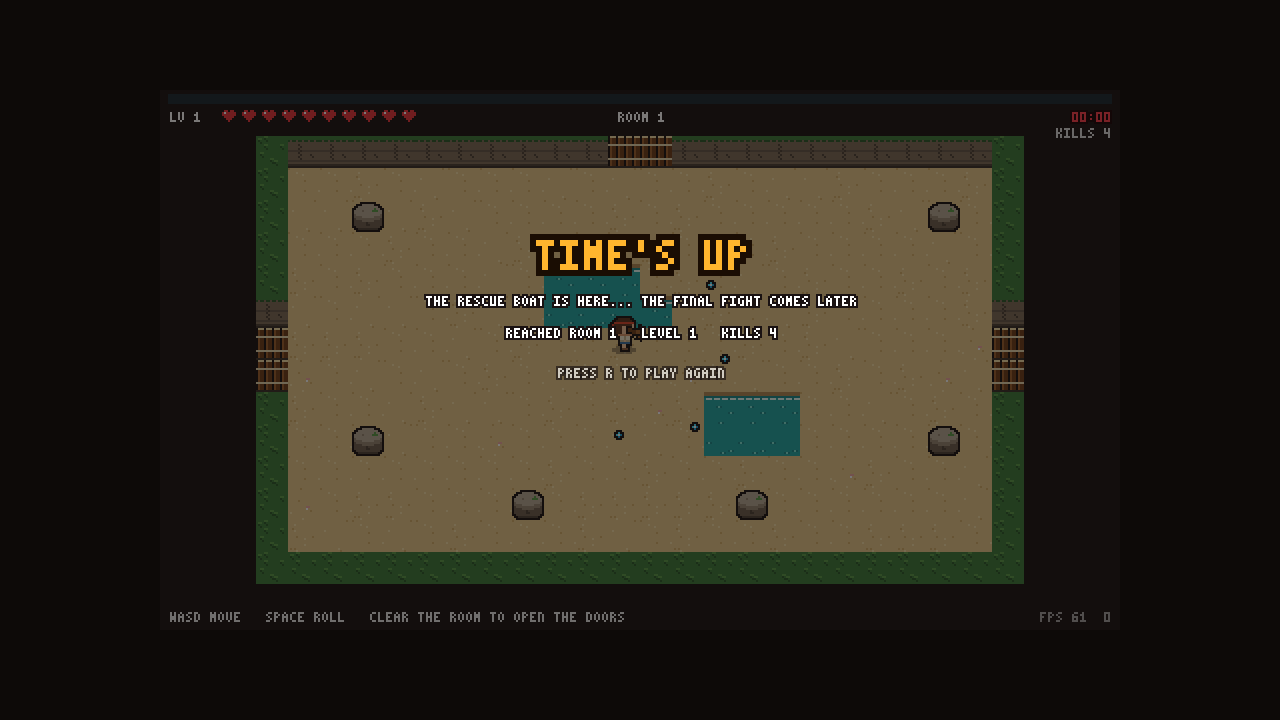 LV 1
ROOM 1
00:00
KILLS 4
TIME'S UP
THE RESCUE BOAT IS HERE... THE FINAL FIGHT COMES LATER
REACHED ROOM 1 LEVEL 1 KILLS 4
PRESS R TO PLAY AGAIN
WASD MOVE SPACE ROLL CLEAR THE ROOM TO OPEN THE DOORS
FPS 61 0